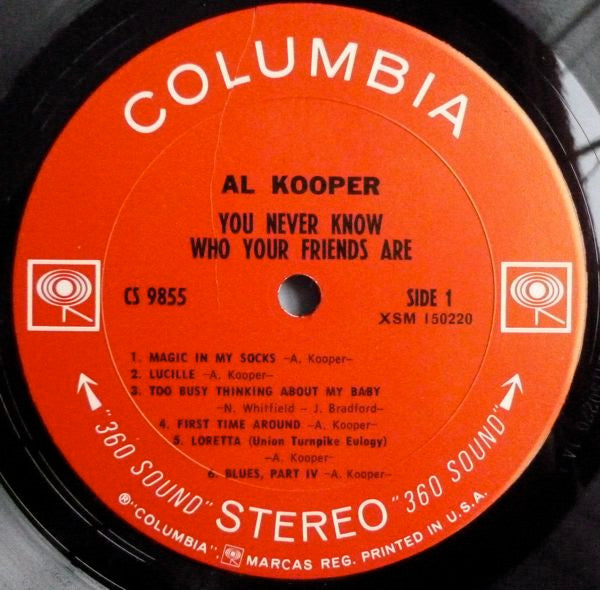 COLUMBIA
AL KOOPER
YOU NEVER KNOW
WHO YOUR FRIENDS ARE
CS 9855
SIDE 1
XSM 150220
1. MAGIC IN MY SOCKS –A. Kooper–
2. LUCILLE –A. Kooper–
3. TOO BUSY THINKING ABOUT MY BABY
–N. Whitfield – J. Bradford–
4. FIRST TIME AROUND –A. Kooper–
5. LORETTA (Union Turnpike Eulogy)
–A. Kooper–
6. BLUES, PART IV –A. Kooper–
"360 SOUND" STEREO "360 SOUND"
® "COLUMBIA", MARCAS REG. PRINTED IN U.S.A.